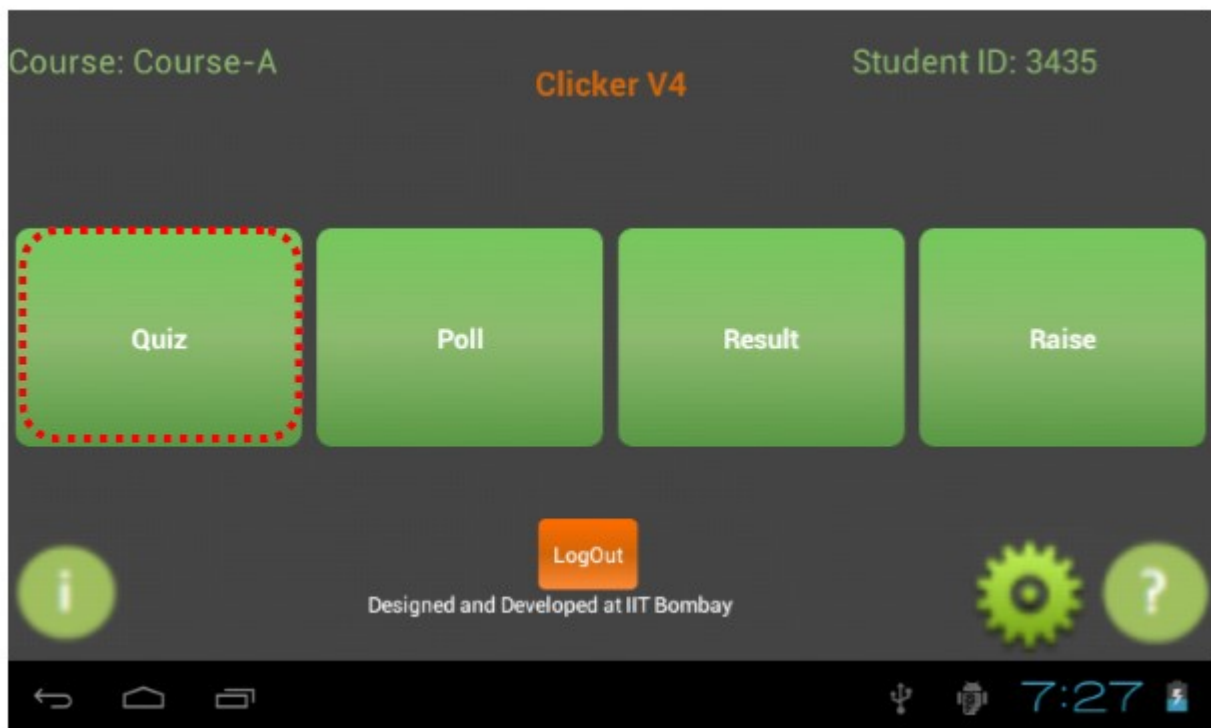 Course: Course-A
Clicker V4
Student ID: 3435
Quiz
Poll
Result
Raise
LogOut
Designed and Developed at IIT Bombay
i
?
7:27